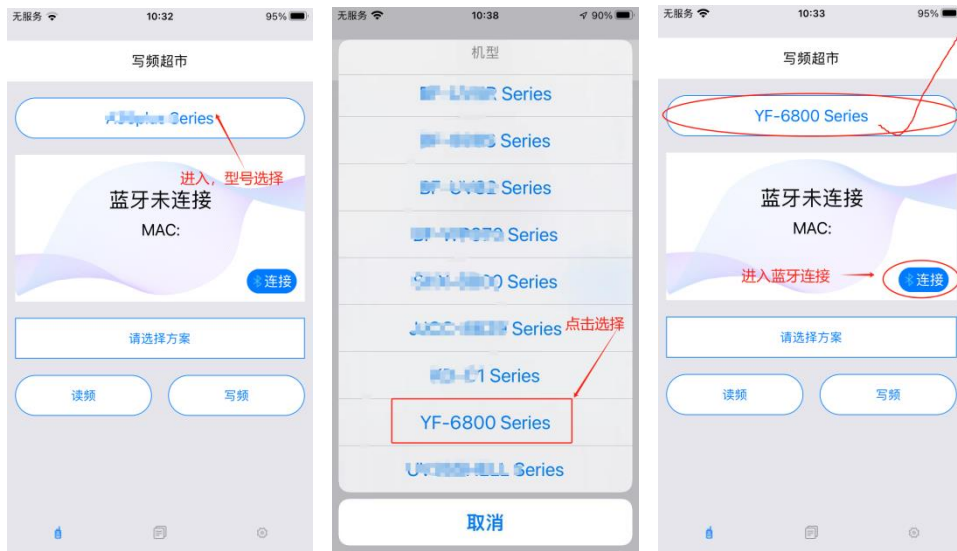 无服务
10:32
95%
写频超市
Series
进入，型号选择
蓝牙未连接
MAC:
连接
请选择方案
读频
写频
无服务
10:38
90%
机型
Series
Series
Series
Series
Series
Series
点击选择
Series
YF-6800 Series
Series
取消
无服务
10:33
95%
写频超市
YF-6800 Series
蓝牙未连接
MAC:
进入蓝牙连接
连接
请选择方案
读频
写频